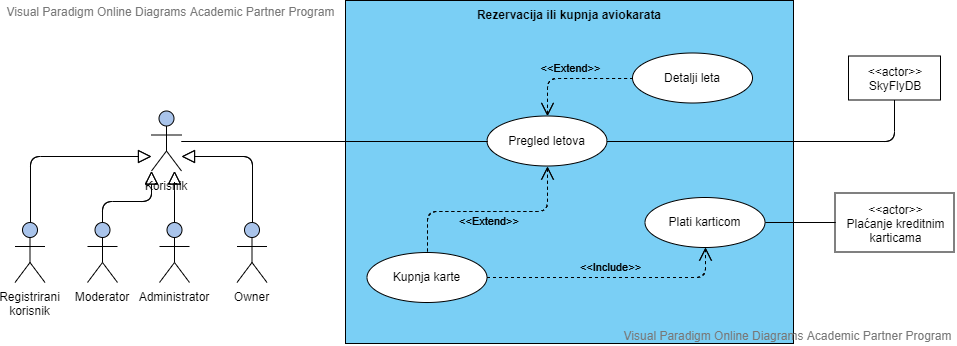 Visual Paradigm Online Diagrams Academic Partner Program
Rezervacija ili kupnja aviokarata
<<Extend>>
Detalji leta
<<actor>>
SkyFlyDB
Pregled letova
Korisnik
<<Extend>>
Plati karticom
<<actor>>
Plaćanje kreditnim
karticama
<<Include>>
Kupnja karte
Registrirani
korisnik
Moderator
Administrator
Owner
Visual Paradigm Online Diagrams Academic Partner Program